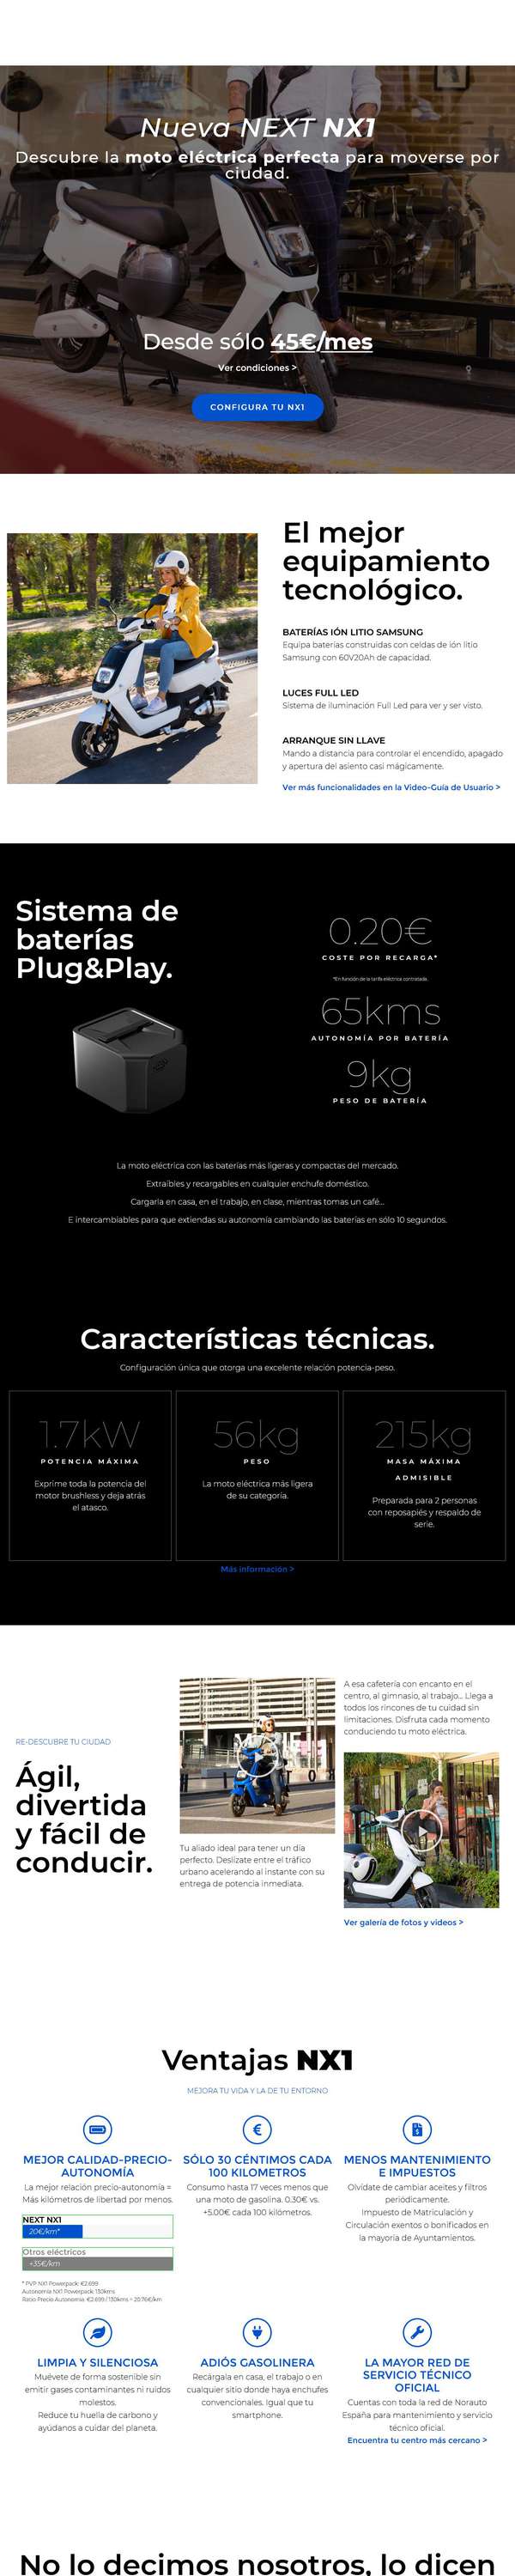 Nueva NEXT NX1
Descubre la moto eléctrica perfecta para moverse por
ciudad.
Desde sólo 45€/mes
Ver condiciones >
CONFIGURA TU NX1
El mejor
equipamiento
tecnológico.
BATERÍAS IÓN LITIO SAMSUNG
Equipa baterías construidas con celdas de ión litio
Samsung con 60V20Ah de capacidad.
LUCES FULL LED
Sistema de iluminación Full Led para ver y ser visto.
ARRANQUE SIN LLAVE
Mando a distancia para controlar el encendido, apagado
y apertura del asiento casi mágicamente.
Ver más funcionalidades en la Video-Guía de Usuario >
Sistema de
baterías
Plug&Play.
0.20€
COSTE POR RECARGA*
*En función de la tarifa eléctrica contratada.
65kms
AUTONOMÍA POR BATERÍA
9kg
PESO DE BATERÍA
La moto eléctrica con las baterías más ligeras y compactas del mercado.
Extraíbles y recargables en cualquier enchufe doméstico.
Cargarla en casa, en el trabajo, en clase, mientras tomas un café...
E intercambiables para que extiendas su autonomía cambiando las baterías en sólo 10 segundos.
Características técnicas.
Configuración única que otorga una excelente relación potencia-peso.
1.7kW
POTENCIA MÁXIMA
Exprime toda la potencia del
motor brushless y deja atrás
el atasco.
56kg
PESO
La moto eléctrica más ligera
de su categoría.
215kg
MASA MÁXIMA
ADMISIBLE
Preparada para 2 personas
con reposapiés y respaldo de
serie.
Más información >
RE-DESCUBRE TU CIUDAD
Ágil,
divertida
y fácil de
conducir.
Tu aliado ideal para tener un día
perfecto. Deslízate entre el tráfico
urbano acelerando al instante con su
entrega de potencia inmediata.
A esa cafetería con encanto en el
centro, al gimnasio, al trabajo... Llega a
todos los rincones de tu cuidad sin
limitaciones. Disfruta cada momento
conduciendo tu moto eléctrica.
Ver galería de fotos y videos >
Ventajas NX1
MEJORA TU VIDA Y LA DE TU ENTORNO
MEJOR CALIDAD-PRECIO-
AUTONOMÍA
La mejor relación precio-autonomía =
Más kilómetros de libertad por menos.
NEXT NX1
20€/km*
Otros eléctricos
+35€/km
* PVP NX1 Powerpack: €2.699
Autonomía NX1 Powerpack: 130kms
Ratio Precio Autonomía: €2.699 / 130kms = 20.76€/km
SÓLO 30 CÉNTIMOS CADA
100 KILOMETROS
Consumo hasta 17 veces menos que
una moto de gasolina. 0.30€ vs.
+5.00€ cada 100 kilómetros.
MENOS MANTENIMIENTO
E IMPUESTOS
Olvídate de cambiar aceites y filtros
periódicamente.
Impuesto de Matriculación y
Circulación exentos o bonificados en
la mayoría de Ayuntamientos.
LIMPIA Y SILENCIOSA
Muévete de forma sostenible sin
emitir gases contaminantes ni ruidos
molestos.
Reduce tu huella de carbono y
ayúdanos a cuidar del planeta.
ADIÓS GASOLINERA
Recárgala en casa, el trabajo o en
cualquier sitio donde haya enchufes
convencionales. Igual que tu
smartphone.
LA MAYOR RED DE
SERVICIO TÉCNICO
OFICIAL
Cuentas con toda la red de Norauto
España para mantenimiento y servicio
técnico oficial.
Encuentra tu centro más cercano >
No lo decimos nosotros, lo dicen